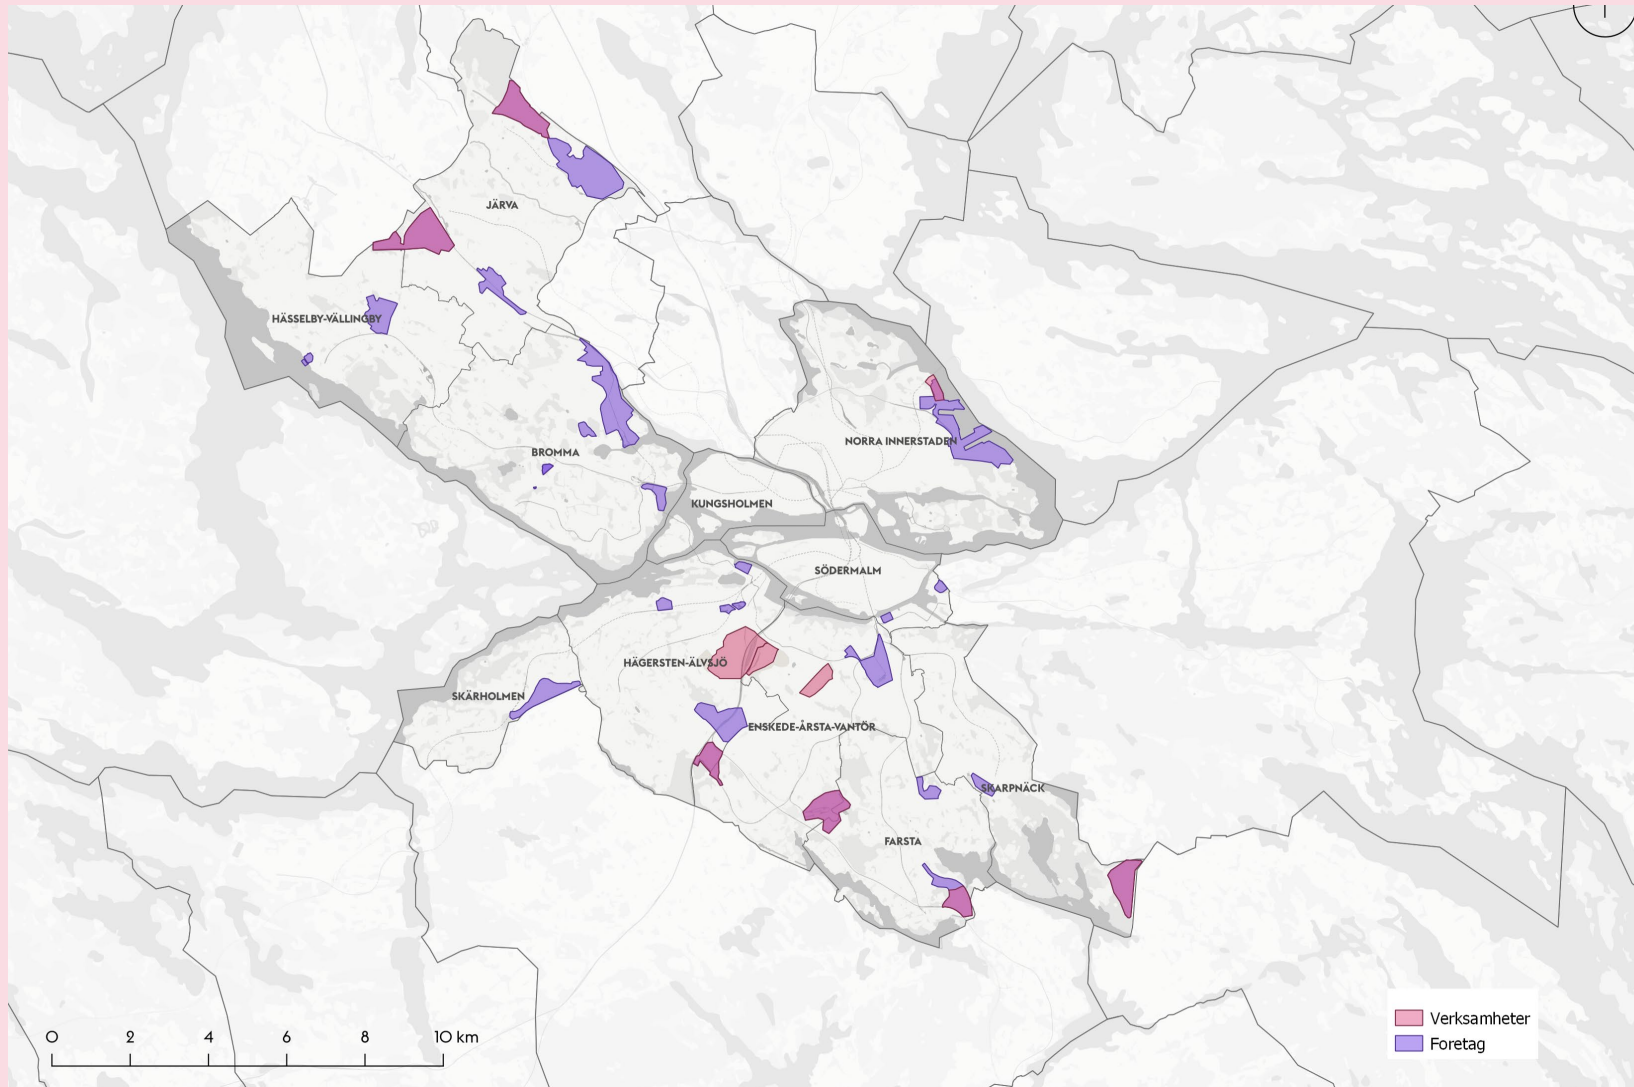 JÄRVA
HÄSSELBY-VÄLLINGBY
BROMMA
NORRA INNERSTADEN
KUNGSHOLMEN
SÖDERMALM
HÄGERSTEN-ÄLVSJÖ
SKÄRHOLMEN
ENSKEDE-ÅRSTA-VANTÖR
SKARPNÄCK
FARSTA
0 2 4 6 8 10 km
Verksamheter
Foretag